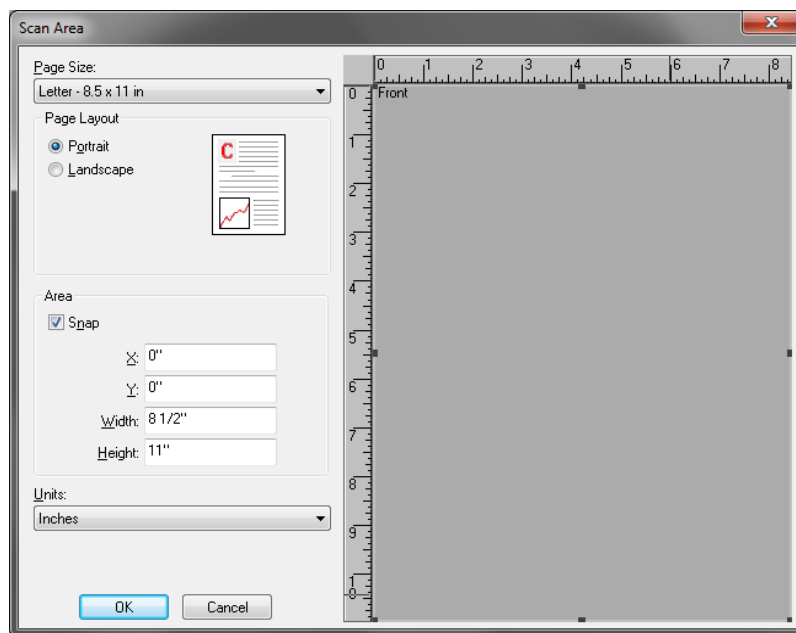 Scan Area
Page Size:
Letter - 8.5 x 11 in
Page Layout
Portrait
Landscape
C
Area
Snap
X: 0"
Y: 0"
Width: 8 1/2"
Height: 11"
Units:
Inches
OK Cancel
0 1 2 3 4 5 6 7 8
Front
0
1
2
3
4
5
6
7
8
9
10